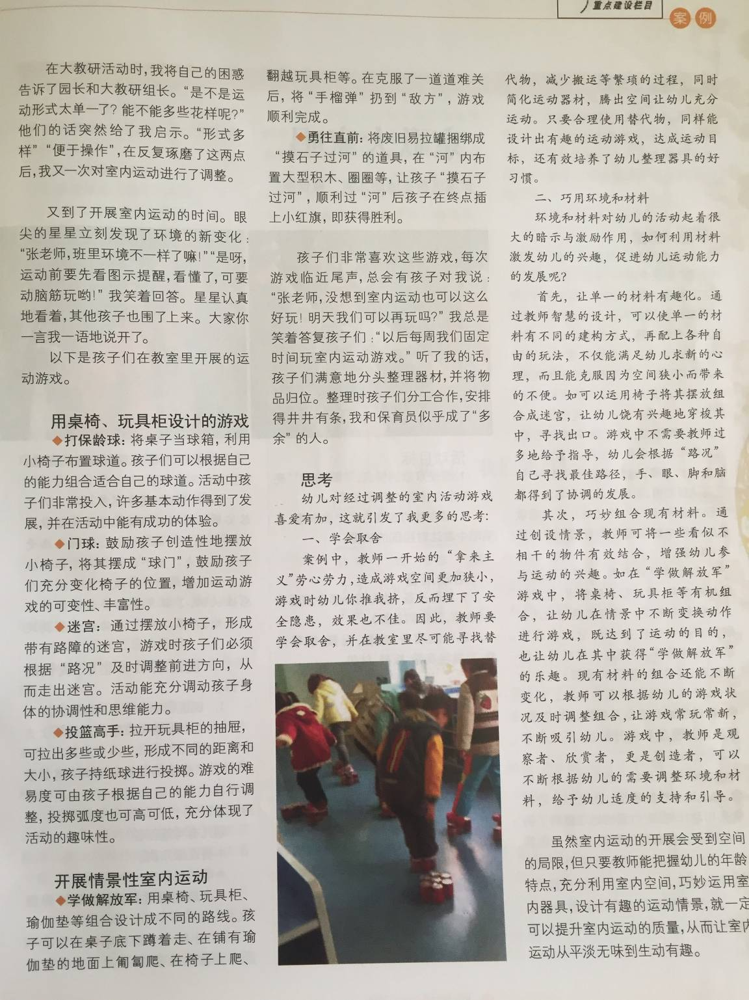 重点建设栏目
案例
在大教研活动时,我将自己的困惑
告诉了园长和大教研组长。“是不是运
动形式太单一了?能不能多些花样呢?”
他们的话突然给了我启示。“形式多
样”“便于操作”,在反复琢磨了这两点
后,我又一次对室内运动进行了调整。
又到了开展室内运动的时间。眼
尖的星星立刻发现了环境的新变化:
“张老师,班里环境不一样了嘛!”“是呀,
运动前要先看图示提醒,看懂了,可要
动脑筋玩哟!”我笑着回答。星星认真
地看着,其他孩子也围了上来。大家你
一言我一语地说开了。
以下是孩子们在教室里开展的运
动游戏。
用桌椅、玩具柜设计的游戏
◆打保龄球:将桌子当球箱,利用
小椅子布置球道。孩子们可以根据自己
的能力组合适合自己的球道。活动中孩
子们非常投入,许多基本动作得到了发
展,并在活动中能有成功的体验。
◆门球:鼓励孩子创造性地摆放
小椅子,将其摆成“球门”,鼓励孩子
们充分变化椅子的位置,增加运动游
戏的可变性、丰富性。
◆迷宫:通过摆放小椅子,形成
带有路障的迷宫,游戏时孩子们必须
根据“路况”及时调整前进方向,从
而走出迷宫。活动能充分调动孩子身
体的协调性和思维能力。
◆投篮高手:拉开玩具柜的抽屉,
可拉出多些或少些,形成不同的距离和
大小,孩子持纸球进行投掷。游戏的难
易度可由孩子根据自己的能力自行调
整,投掷弧度也可高可低,充分体现了
活动的趣味性。
开展情景性室内运动
◆学做解放军:用桌椅、玩具柜、
瑜伽垫等组合设计成不同的路线。孩
子可以在桌子底下蹲着走、在铺有瑜
伽垫的地面上匍匐爬、在椅子上爬、
翻越玩具柜等。在克服了一道道难关
后,将“手榴弹”扔到“敌方”,游戏
顺利完成。
◆勇往直前:将废旧易拉罐捆绑成
“摸石子过河”的道具,在“河”内布
置大型积木、圈圈等,让孩子“摸石子
过河”,顺利过“河”后孩子在终点插
上小红旗,即获得胜利。
孩子们非常喜欢这些游戏,每次
游戏临近尾声,总会有孩子对我说:
“张老师,没想到室内运动也可以这么
好玩!明天我们可以再玩吗?”我总是
笑着答复孩子们:“以后每周我们固定
时间玩室内运动游戏。”听了我的话,
孩子们满意地分头整理器材,并将物
品归位。整理时孩子们分工合作,安排
得井井有条,我和保育员似乎成了“多
余”的人。
思考
幼儿对经过调整的室内活动游戏
喜爱有加,这就引发了我更多的思考:
一、学会取舍
案例中,教师一开始的“拿来主
义”劳心劳力,造成游戏空间更加狭小,
游戏时幼儿你推我挤,反而埋下了安
全隐患,效果也不佳。因此,教师要
学会取舍,并在教室里尽可能寻找替
代物,减少搬运等繁琐的过程,同时
简化运动器材,腾出空间让幼儿充分
运动。只要合理使用替代物,同样能
设计出有趣的运动游戏,达成运动目
标,还有效培养了幼儿整理器具的好
习惯。
二、巧用环境和材料
环境和材料对幼儿的活动起着很
大的暗示与激励作用,如何利用材料
激发幼儿的兴趣,促进幼儿运动能力
的发展呢?
首先,让单一的材料有趣化。通
过教师智慧的设计,可以使单一的材
料有不同的建构方式,再配上各种自
由的玩法,不仅能满足幼儿求新的心
理,而且能克服因为空间狭小而带来
的不便。如可以运用椅子将其摆放组
合成迷宫,让幼儿饶有兴趣地穿梭其
中,寻找出口。游戏中不需要教师过
多地给予指导,幼儿会根据“路况”
自己寻找最佳路径,手、眼、脚和脑
都得到了协调的发展。
其次,巧妙组合现有材料。通
过创设情景,教师可将一些看似不
相干的物件有效结合,增强幼儿参
与运动的兴趣。如在“学做解放军”
游戏中,将桌椅、玩具柜等有机组
合,让幼儿在情景中不断变换动作
进行游戏,既达到了运动的目的,
也让幼儿在其中获得“学做解放军”
的乐趣。现有材料的组合还能不断
变化,教师可以根据幼儿的游戏状
况及时调整组合,让游戏常玩常新,
不断吸引幼儿。游戏中,教师是观
察者、欣赏者,更是创造者,可以
不断根据幼儿的需要调整环境和材
料,给予幼儿适度的支持和引导。
虽然室内运动的开展会受到空间
的局限,但只要教师能把握幼儿的年龄
特点,充分利用室内空间,巧妙运用室
内器具,设计有趣的运动情景,就一定
可以提升室内运动的质量,从而让室内
运动从平淡无味到生动有趣。